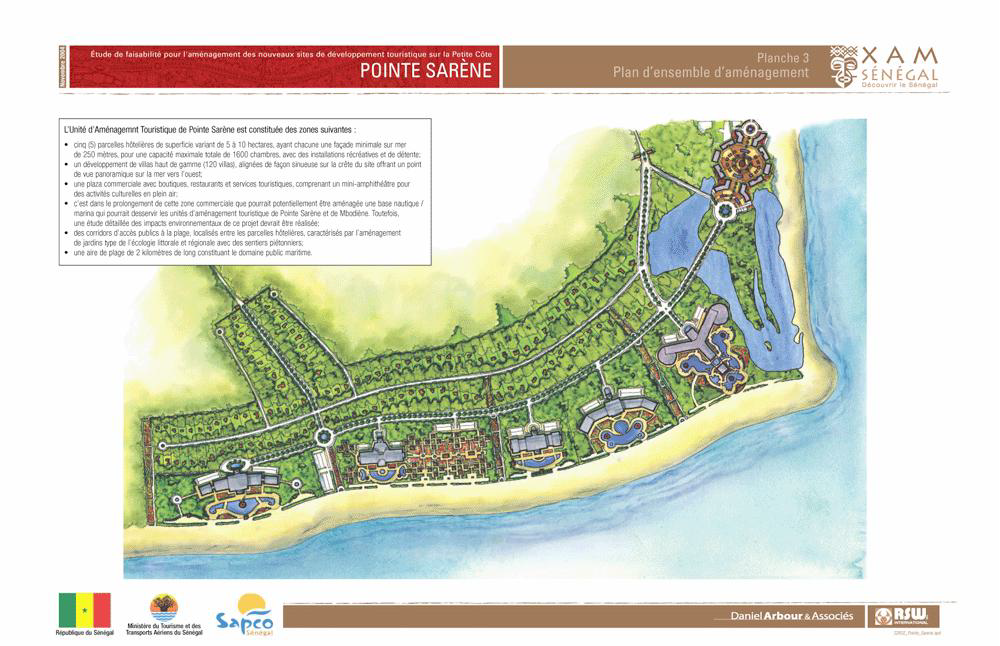 Novembre 2004
Étude de faisabilité pour l'aménagement des nouveaux sites de développement touristique sur la Petite Côte
POINTE SARÈNE
Planche 3
Plan d'ensemble d'aménagement
XAM
SÉNÉGAL
Découvrir le Sénégal
L'Unité d'Aménagemnt Touristique de Pointe Sarène est constituée des zones suivantes :
• cinq (5) parcelles hôtelières de superficie variant de 5 à 10 hectares, ayant chacune une façade minimale sur mer
de 250 mètres, pour une capacité maximale totale de 1600 chambres, avec des installations récréatives et de détente;
• un développement de villas haut de gamme (120 villas), alignées de façon sinueuse sur la crête du site offrant un point
de vue panoramique sur la mer vers l'ouest;
• une plaza commerciale avec boutiques, restaurants et services touristiques, comprenant un mini-amphithéâtre pour
des activités culturelles en plein air;
• c'est dans le prolongement de cette zone commerciale que pourrait potentiellement être aménagée une base nautique /
marina qui pourrait desservir les unités d'aménagement touristique de Pointe Sarène et de Mbodiène. Toutefois,
une étude détaillée des impacts environnementaux de ce projet devrait être réalisée;
• des corridors d'accès publics à la plage, localisés entre les parcelles hôtelières, caractérisés par l'aménagement
de jardins type de l'écologie littorale et régionale avec des sentiers piétonniers;
• une aire de plage de 2 kilomètres de long constituant le domaine public maritime.
République du Sénégal
Ministère du Tourisme et des
Transports Aériens du Sénégal
Sapco
Sénégal
Daniel Arbour & Associés
RSW
INTERNATIONAL